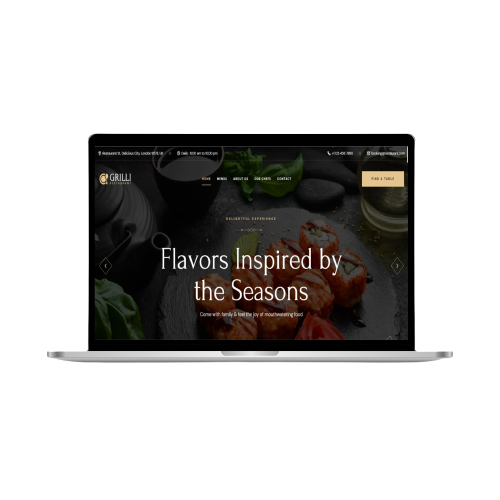 Restaurant St, Delicious City, London 9578, UK
Daily : 8:00 am to 10:00 pm
+1 123 456 7890
booking@restaurant.com
GRILLI
RESTAURANT
HOME MENUS ABOUT US OUR CHEFS CONTACT
FIND A TABLE
DELIGHTFUL EXPERIENCE
Flavors Inspired by
the Seasons
Come with family & feel the joy of mouthwatering food